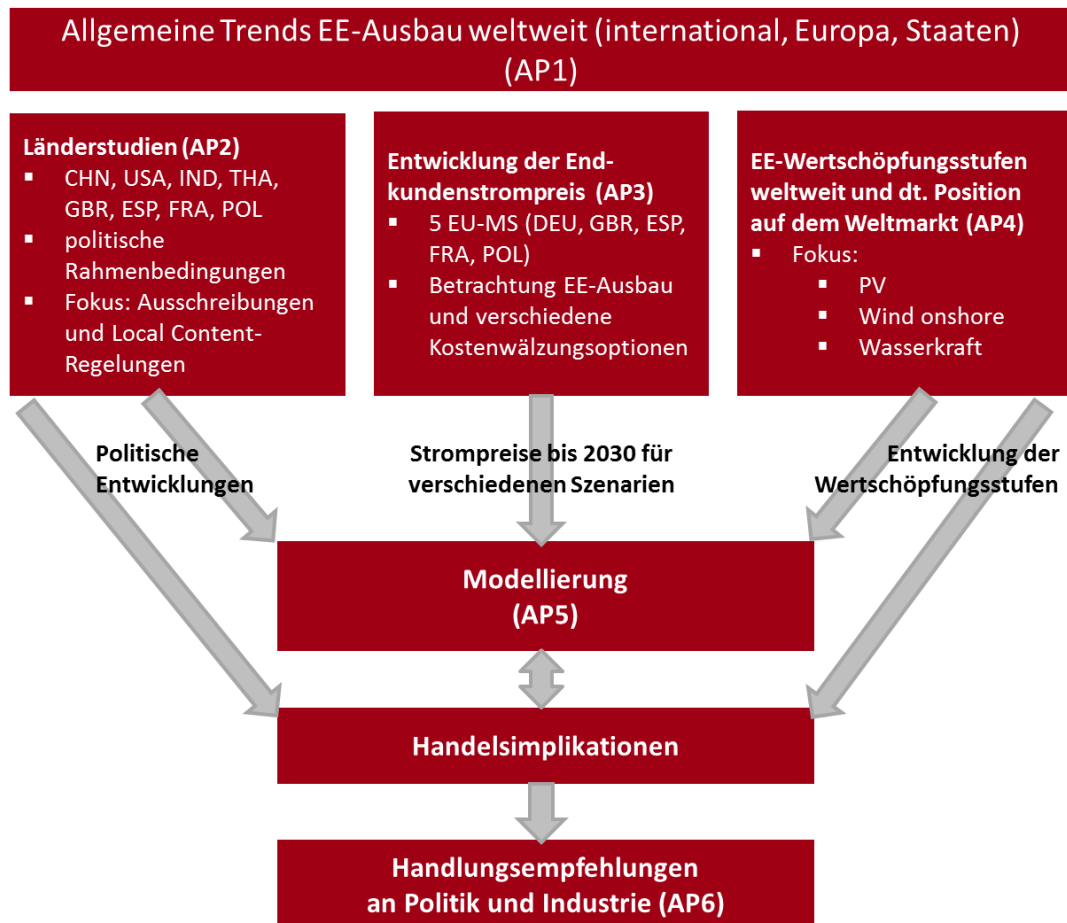 Allgemeine Trends EE-Ausbau weltweit (international, Europa, Staaten)
(AP1)
Länderstudien (AP2)
▪ CHN, USA, IND, THA,
GBR, ESP, FRA, POL
▪ politische
Rahmenbedingungen
▪ Fokus: Ausschreibungen
und Local Content-
Regelungen
Entwicklung der End-
kundenstrompreis (AP3)
▪ 5 EU-MS (DEU, GBR, ESP,
FRA, POL)
▪ Betrachtung EE-Ausbau
und verschiedene
Kostenwälzungsoptionen
EE-Wertschöpfungsstufen
weltweit und dt. Position
auf dem Weltmarkt (AP4)
▪ Fokus:
▪ PV
▪ Wind onshore
▪ Wasserkraft
Politische
Entwicklungen
Strompreise bis 2030 für
verschiedenen Szenarien
Entwicklung der
Wertschöpfungsstufen
Modellierung
(AP5)
Handelsimplikationen
Handlungsempfehlungen
an Politik und Industrie (AP6)